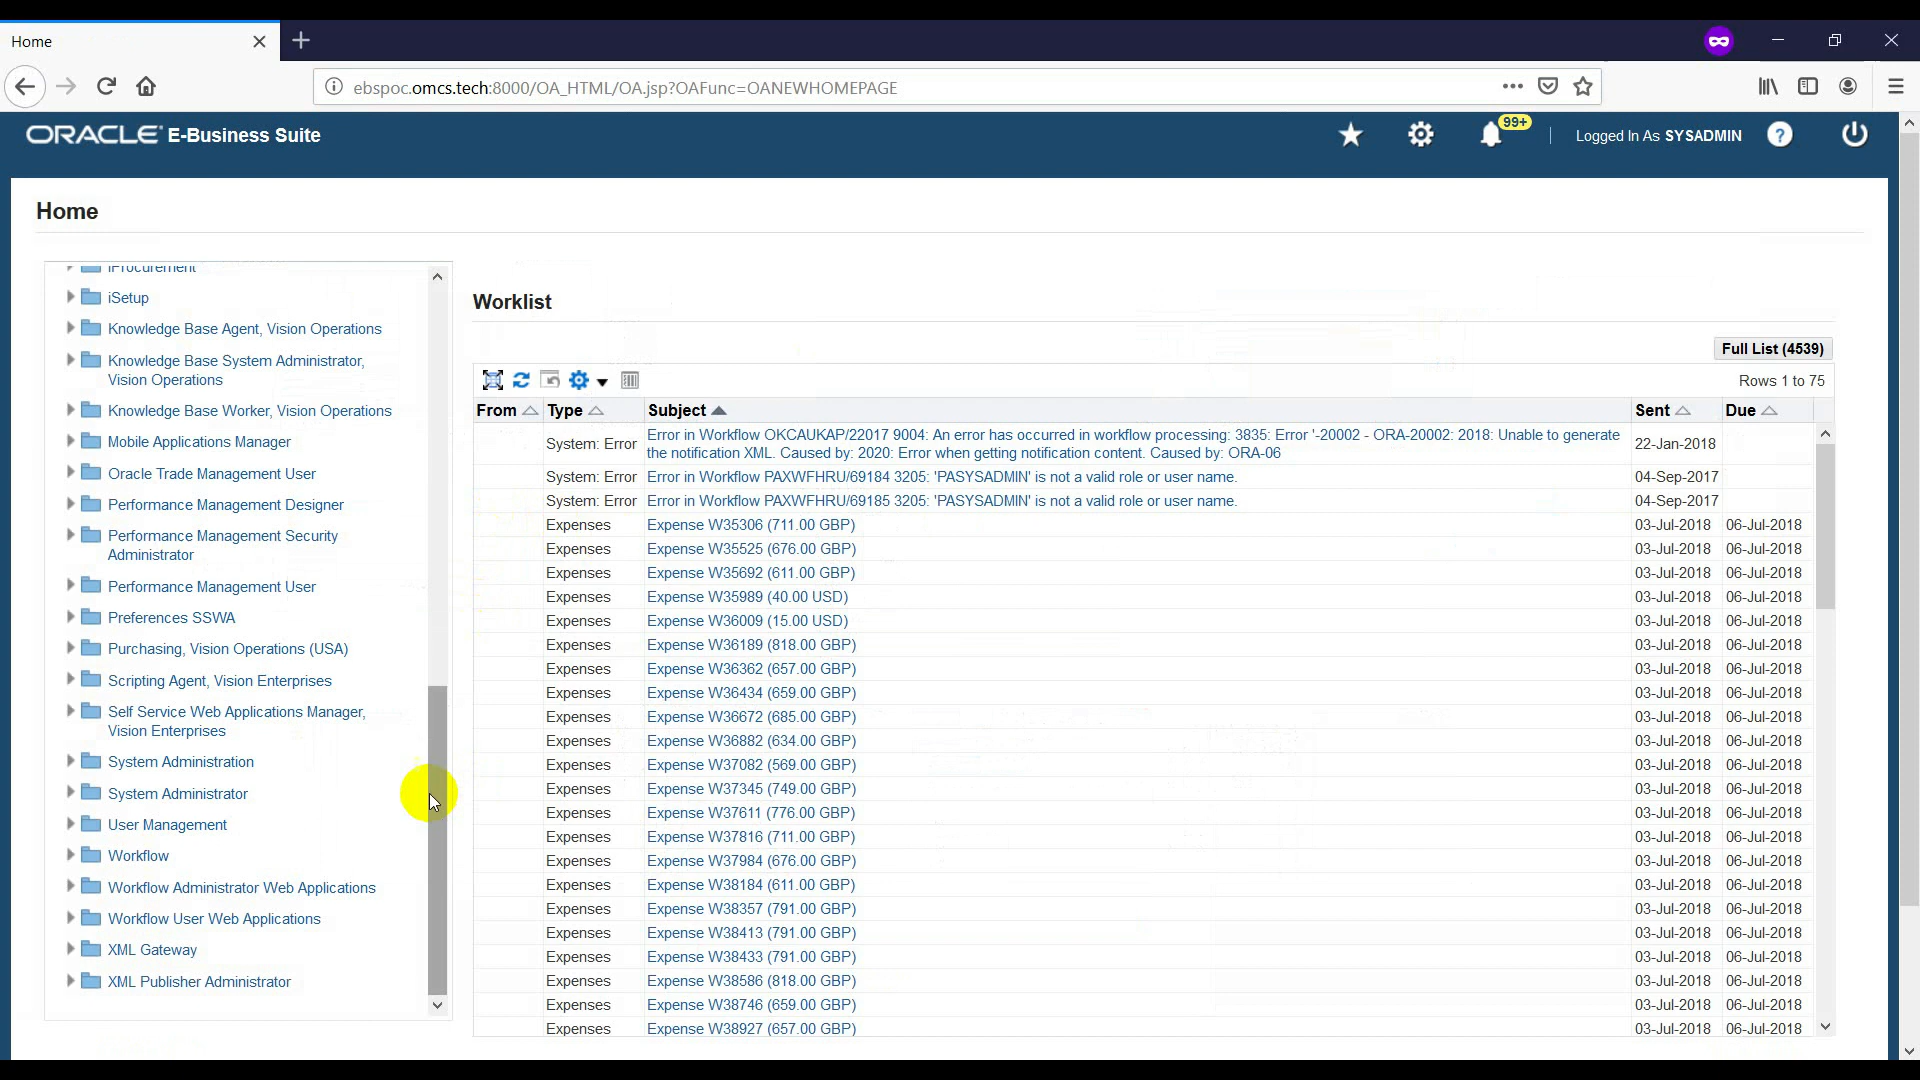 Home
ebspoc.omcs.tech:8000/OA_HTML/OA.jsp?OAFunc=OANEWHOMEPAGE
ORACLE E-Business Suite
99+
Logged In As SYSADMIN
?
Home
iProcurement
iSetup
Knowledge Base Agent, Vision Operations
Knowledge Base System Administrator,
Vision Operations
Knowledge Base Worker, Vision Operations
Mobile Applications Manager
Oracle Trade Management User
Performance Management Designer
Performance Management Security
Administrator
Performance Management User
Preferences SSWA
Purchasing, Vision Operations (USA)
Scripting Agent, Vision Enterprises
Self Service Web Applications Manager,
Vision Enterprises
System Administration
System Administrator
User Management
Workflow
Workflow Administrator Web Applications
Workflow User Web Applications
XML Gateway
XML Publisher Administrator
Worklist
Full List (4539)
Rows 1 to 75
From Type Subject Sent Due
System: Error Error in Workflow OKCAUKAP/22017 9004: An error has occurred in workflow processing: 3835: Error '-20002 - ORA-20002: 2018: Unable to generate
the notification XML. Caused by: 2020: Error when getting notification content. Caused by: ORA-06 22-Jan-2018
System: Error Error in Workflow PAXWFHRU/69184 3205: 'PASYSADMIN' is not a valid role or user name. 04-Sep-2017
System: Error Error in Workflow PAXWFHRU/69185 3205: 'PASYSADMIN' is not a valid role or user name. 04-Sep-2017
Expenses Expense W35306 (711.00 GBP) 03-Jul-2018 06-Jul-2018
Expenses Expense W35525 (676.00 GBP) 03-Jul-2018 06-Jul-2018
Expenses Expense W35692 (611.00 GBP) 03-Jul-2018 06-Jul-2018
Expenses Expense W35989 (40.00 USD) 03-Jul-2018 06-Jul-2018
Expenses Expense W36009 (15.00 USD) 03-Jul-2018 06-Jul-2018
Expenses Expense W36189 (818.00 GBP) 03-Jul-2018 06-Jul-2018
Expenses Expense W36362 (657.00 GBP) 03-Jul-2018 06-Jul-2018
Expenses Expense W36434 (659.00 GBP) 03-Jul-2018 06-Jul-2018
Expenses Expense W36672 (685.00 GBP) 03-Jul-2018 06-Jul-2018
Expenses Expense W36882 (634.00 GBP) 03-Jul-2018 06-Jul-2018
Expenses Expense W37082 (569.00 GBP) 03-Jul-2018 06-Jul-2018
Expenses Expense W37345 (749.00 GBP) 03-Jul-2018 06-Jul-2018
Expenses Expense W37611 (776.00 GBP) 03-Jul-2018 06-Jul-2018
Expenses Expense W37816 (711.00 GBP) 03-Jul-2018 06-Jul-2018
Expenses Expense W37984 (676.00 GBP) 03-Jul-2018 06-Jul-2018
Expenses Expense W38184 (611.00 GBP) 03-Jul-2018 06-Jul-2018
Expenses Expense W38357 (791.00 GBP) 03-Jul-2018 06-Jul-2018
Expenses Expense W38413 (791.00 GBP) 03-Jul-2018 06-Jul-2018
Expenses Expense W38433 (791.00 GBP) 03-Jul-2018 06-Jul-2018
Expenses Expense W38586 (818.00 GBP) 03-Jul-2018 06-Jul-2018
Expenses Expense W38746 (659.00 GBP) 03-Jul-2018 06-Jul-2018
Expenses Expense W38927 (657.00 GBP) 03-Jul-2018 06-Jul-2018